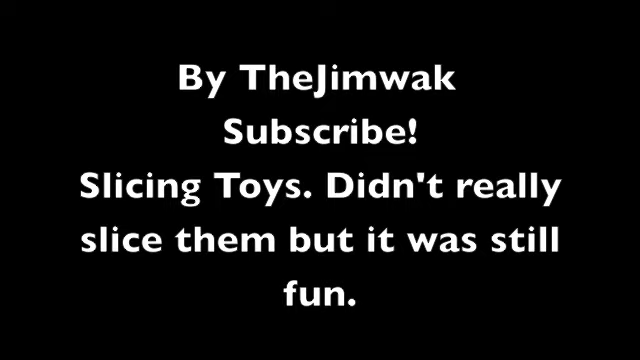 By TheJimwak
Subscribe!
Slicing Toys. Didn't really
slice them but it was still
fun.